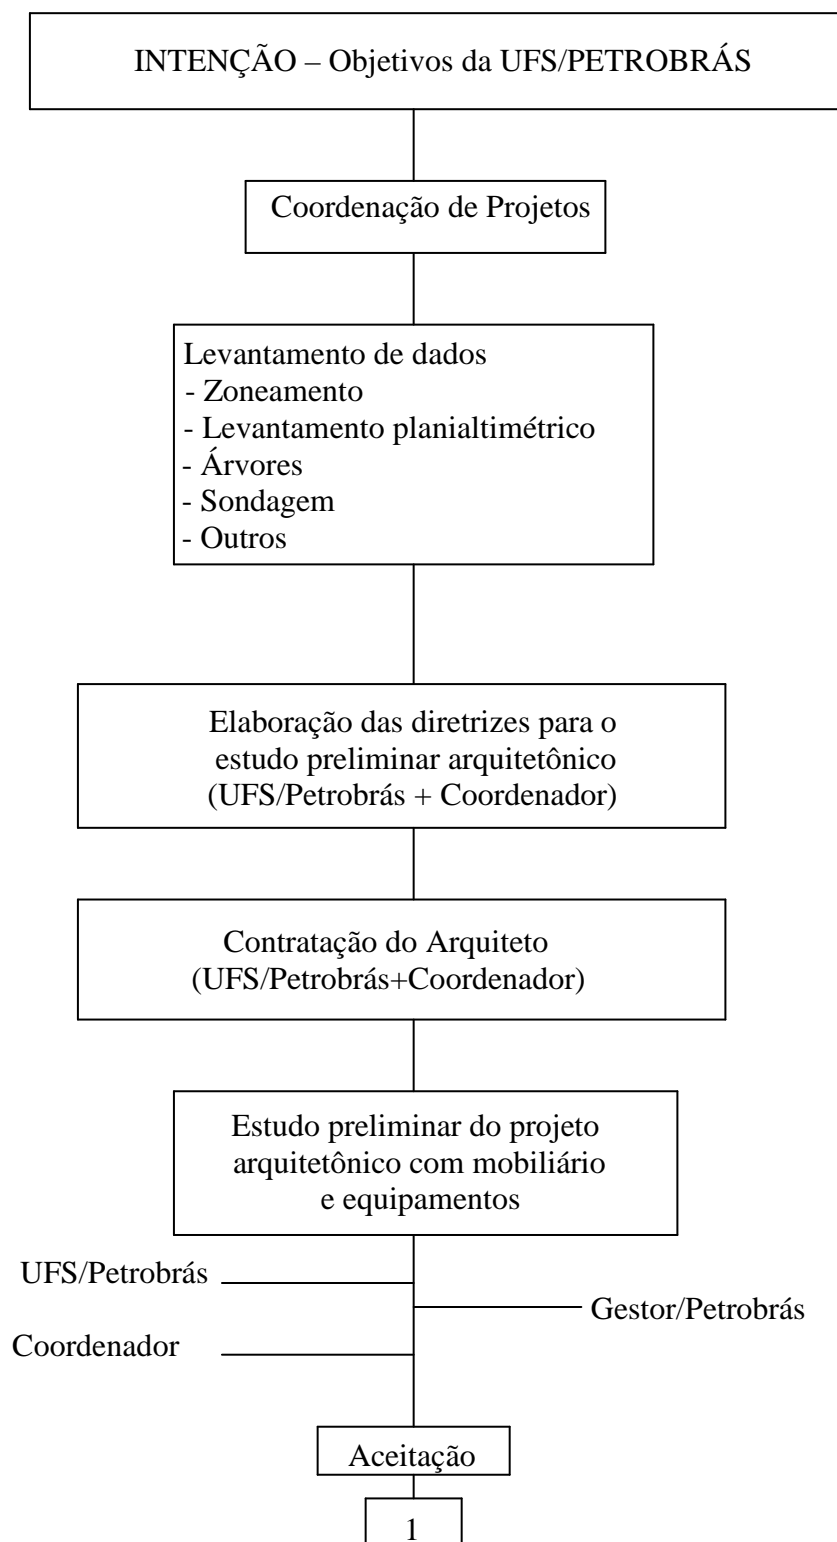 INTENÇÃO – Objetivos da UFS/PETROBRÁS
Coordenação de Projetos
Levantamento de dados
- Zoneamento
- Levantamento planialtimétrico
- Árvores
- Sondagem
- Outros
Elaboração das diretrizes para o
estudo preliminar arquitetônico
(UFS/Petrobrás + Coordenador)
Contratação do Arquiteto
(UFS/Petrobrás+Coordenador)
Estudo preliminar do projeto
arquitetônico com mobiliário
e equipamentos
UFS/Petrobrás
Gestor/Petrobrás
Coordenador
Aceitação
1